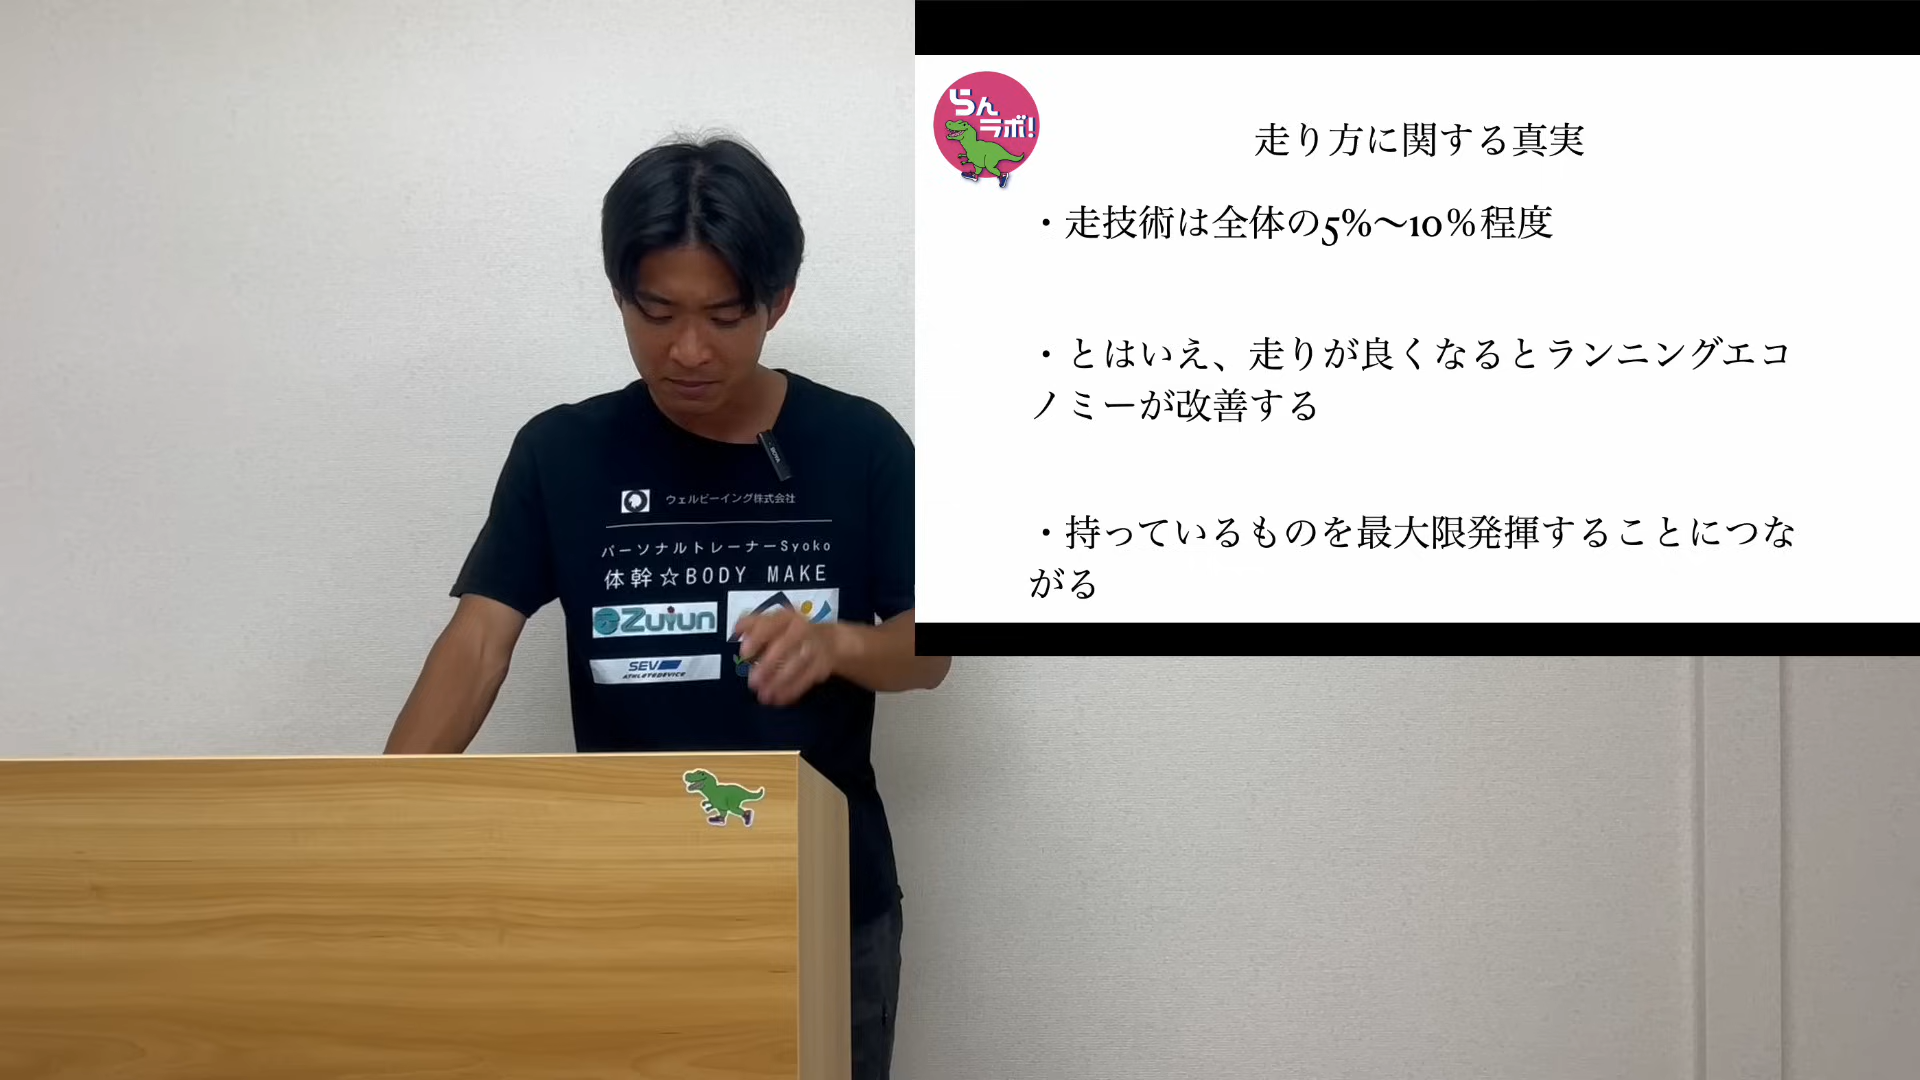 らん
ラボ!
走り方に関する真実
・走技術は全体の5%〜10%程度
・とはいえ、走りが良くなるとランニングエコ
ノミーが改善する
・持っているものを最大限発揮することにつな
がる
ウェルビーイング株式会社
パーソナルトレーナーSyoko
体幹☆BODY MAKE
Zuiun
SEV
ATHLETEDEVICE